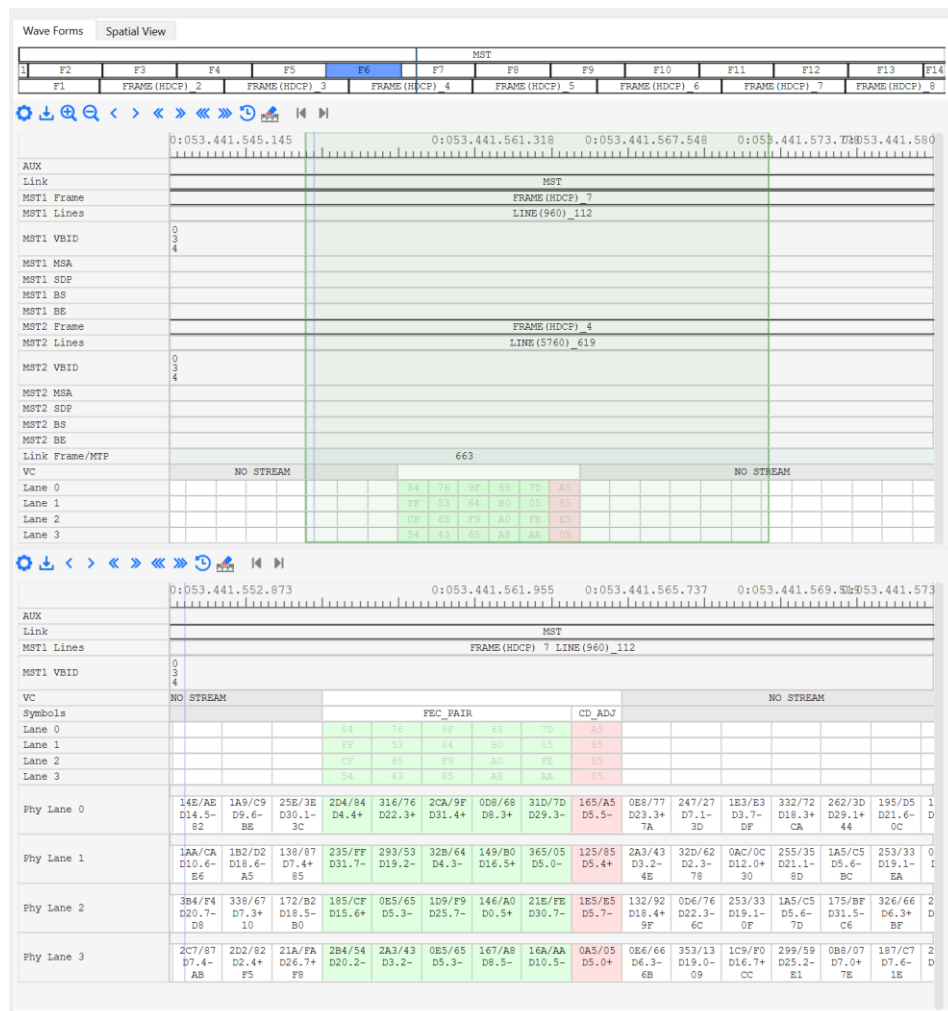 Wave Forms Spatial View
MST
1 F2 F3 F4 F5 F6 F7 F8 F9 F10 F11 F12 F13 F14
F1 FRAME(HDCP)_2 FRAME(HDCP)_3 FRAME(HDCP)_4 FRAME(HDCP)_5 FRAME(HDCP)_6 FRAME(HDCP)_7 FRAME(HDCP)_8
0:053.441.545.145 0:053.441.561.318 0:053.441.567.548 0:053.441.573.778 0:053.441.580
AUX
Link MST
MST1 Frame FRAME(HDCP)_7
MST1 Lines LINE(960)_112
0
MST1 VBID 3
4
MST1 MSA
MST1 SDP
MST1 BS
MST1 BE
MST2 Frame FRAME(HDCP)_4
MST2 Lines LINE(5760)_619
0
MST2 VBID 3
4
MST2 MSA
MST2 SDP
MST2 BS
MST2 BE
Link Frame/MTP 663
VC NO STREAM NO STREAM
Lane 0 84 76 9F 68 7D A5
Lane 1 FF 53 64 B0 05 85
Lane 2 CF 65 F9 A0 FE E5
Lane 3 54 43 65 A8 AA 05
0:053.441.552.873 0:053.441.561.955 0:053.441.565.737 0:053.441.569.519 0:053.441.573
AUX
Link MST
MST1 Lines FRAME(HDCP) 7 LINE(960)_112
0
MST1 VBID 3
4
VC NO STREAM NO STREAM
Symbols FEC_PAIR CD_ADJ
Lane 0 84 76 9F 68 7D A5
Lane 1 FF 53 64 B0 05 85
Lane 2 CF 65 F9 A0 FE E5
Lane 3 54 43 65 A8 AA 05
14E/AE 1A9/C9 25E/3E 2D4/84 316/76 2CA/9F 0D8/68 31D/7D 165/A5 0E8/77 247/27 1E3/E3 332/72 262/3D 195/D5 1
Phy Lane 0 D14.5- D9.6- D30.1- D4.4+ D22.3+ D31.4+ D8.3+ D29.3- D5.5- D23.3+ D7.1- D3.7- D18.3+ D29.1+ D21.6- D
82 BE 3C 7A 3D DF CA 44 0C
1AA/CA 1B2/D2 138/87 235/FF 293/53 32B/64 149/B0 365/05 125/85 2A3/43 32D/62 0AC/0C 255/35 1A5/C5 253/33 0
Phy Lane 1 D10.6- D18.6- D7.4+ D31.7- D19.2- D4.3- D16.5+ D5.0- D5.4+ D3.2- D2.3- D12.0+ D21.1- D5.6- D19.1-
E6 A5 85 4E 78 30 8D BC EA
3B4/F4 338/67 172/B2 185/CF 0E5/65 1D9/F9 146/A0 21E/FE 1E5/E5 132/92 0D6/76 253/33 1A5/C5 175/BF 326/66 2
Phy Lane 2 D20.7- D7.3+ D18.5- D15.6+ D5.3- D25.7- D0.5+ D30.7- D5.7- D18.4+ D22.3- D19.1- D5.6- D31.5- D6.3+ D
D8 10 B0 9F 6C 0F 7D C6 BF
2C7/87 2D2/82 21A/FA 2B4/54 2A3/43 0E5/65 167/A8 16A/AA 0A5/05 0E6/66 353/13 1C9/F0 299/59 0B8/07 187/C7 2
Phy Lane 3 D7.4- D2.4+ D26.7+ D20.2- D3.2- D5.3- D8.5- D10.5- D5.0+ D6.3- D19.0- D16.7+ D25.2- D7.0+ D7.6- D
AB F5 F8 6B 09 CC E1 7E 1E